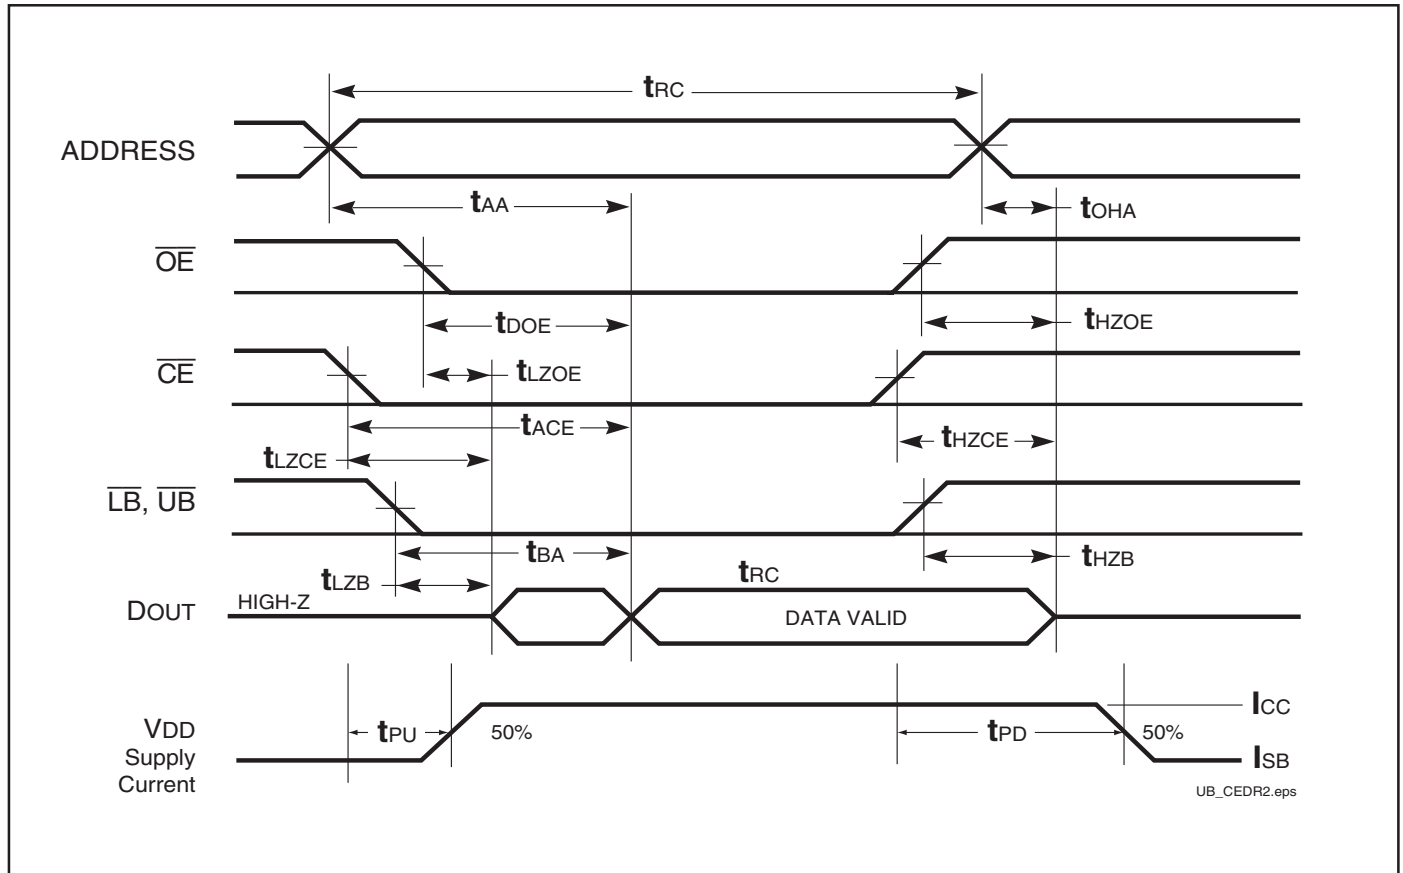 tRC
ADDRESS
tAA
tOHA
OE
tDOE
tHZOE
CE
tLZOE
tACE
tHZCE
tLZCE
LB, UB
tBA
tHZB
tLZB
tRC
DOUT
HIGH-Z
DATA VALID
ICC
VDD
tPU
50%
tPD
50%
Supply
ISB
Current
UB_CEDR2.eps